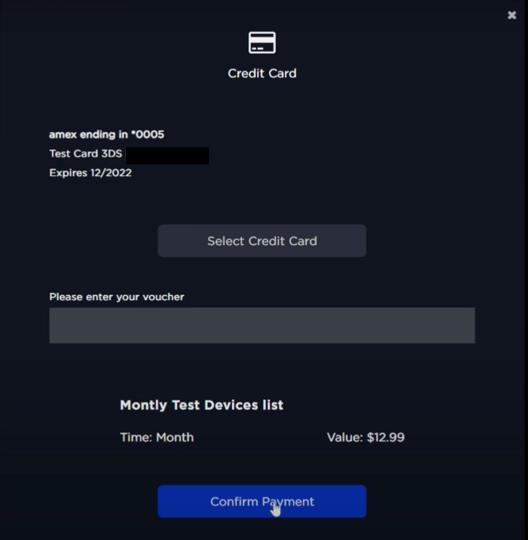 Credit Card
amex ending in *0005
Test Card 3DS
Expires 12/2022
Select Credit Card
Please enter your voucher
Montly Test Devices list
Time: Month Value: $12.99
Confirm Payment